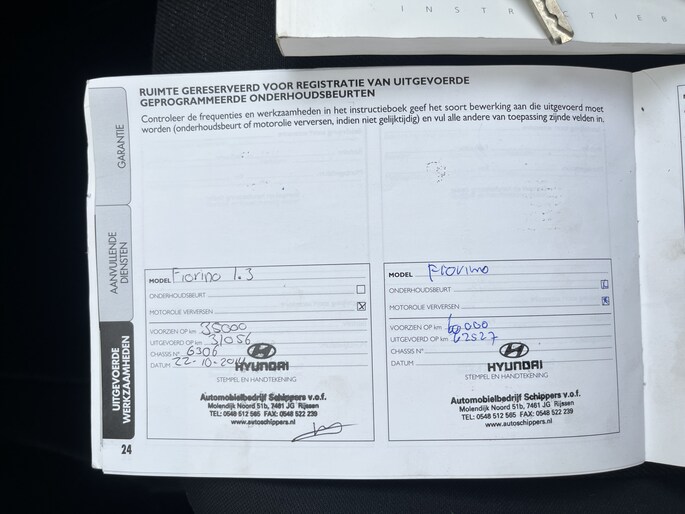 INSTR TIEB
RUIMTE GERESERVEERD VOOR REGISTRATIE VAN UITGEVOERDE
GEPROGRAMMEERDE ONDERHOUDSBEURTEN
Controleer de frequenties en werkzaamheden in het instructieboek geef het soort bewerking aan die uitgevoerd moet
worden (onderhoudsbeurt of motorolie verversen, indien niet gelijktijdig) en vul alle andere van toepassing zijnde velden in.
GARANTIE
AANVULLENDE
DIENSTEN
UITGEVOERDE
WERKZAAMHEDEN
MODEL Fiorino 1.3
ONDERHOUDSBEURT
MOTOROLIE VERVERSEN
VOORZIEN OP km 35000
UITGEVOERD OP km 31056
CHASSIS N° 6306
DATUM 22-10-2014
HYUNDAI
STEMPEL EN HANDTEKENING
Automobielbedrijf Schippers v.o.f.
Molendijk Noord 51b, 7461 JG Rijssen
TEL: 0548 512 565 FAX: 0548 522 239
www.autoschippers.nl
MODEL Fiorino
ONDERHOUDSBEURT
MOTOROLIE VERVERSEN
VOORZIEN OP km 60.000
UITGEVOERD OP km 62527
CHASSIS N°
DATUM
HYUNDAI
STEMPEL EN HANDTEKENING
Automobielbedrijf Schippers v.o.f.
Molendijk Noord 51b, 7461 JG Rijssen
TEL: 0548 512 565 FAX: 0548 522 239
www.autoschippers.nl
24